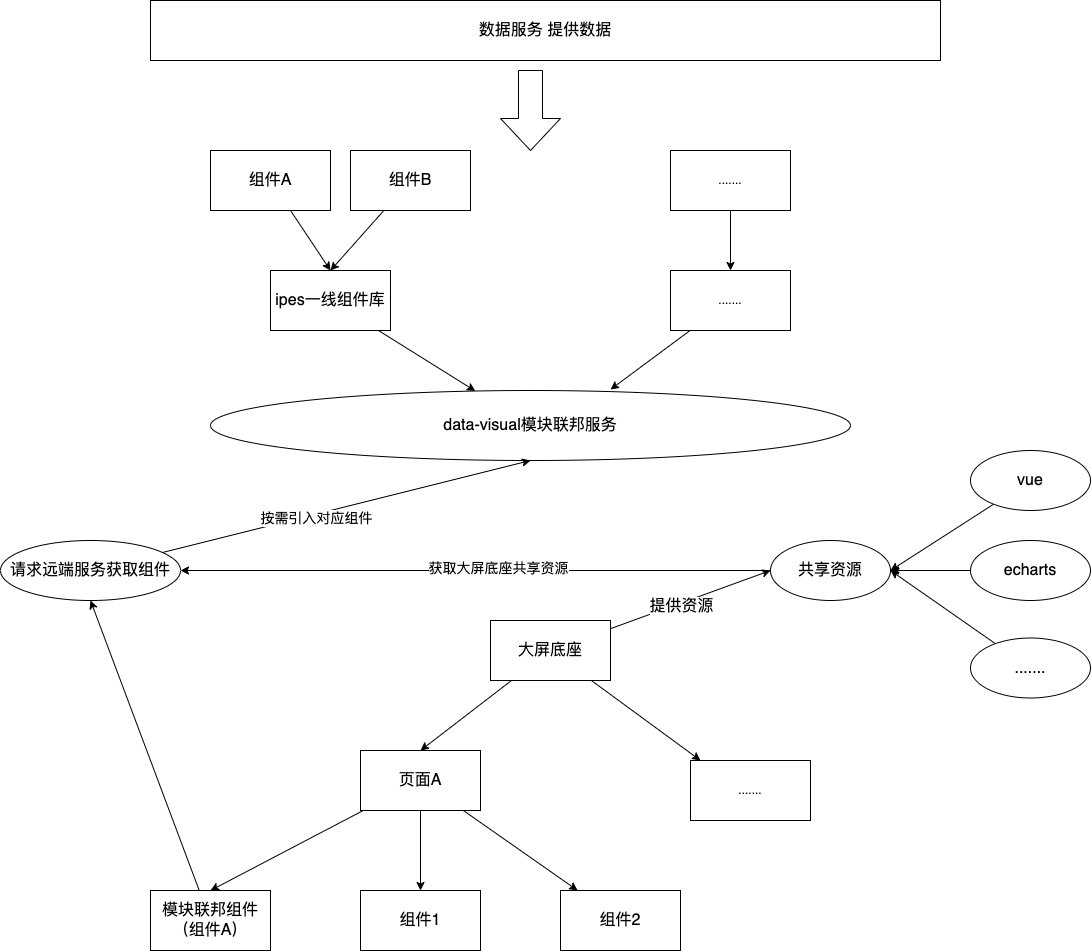 数据服务 提供数据
组件A
组件B
.......
ipes一线组件库
.......
data-visual模块联邦服务
vue
按需引入对应组件
请求远端服务获取组件
获取大屏底座共享资源
共享资源
echarts
提供资源
大屏底座
.......
页面A
.......
模块联邦组件
（组件A）
组件1
组件2